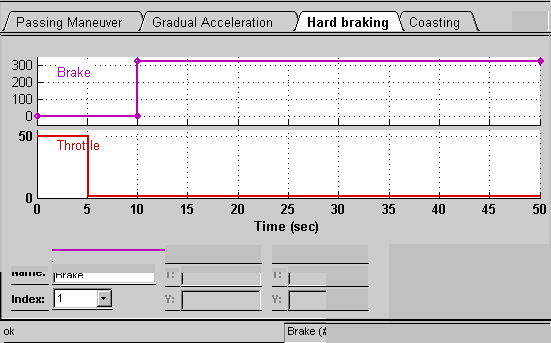 Passing Maneuver Gradual Acceleration Hard braking Coasting
300
200
100
0
Brake
50
0
Throttle
0 5 10 15 20 25 30 35 40 45 50
Time (sec)
Name: Brake T: T:
Index: 1 Y: Y:
ok Brake (#